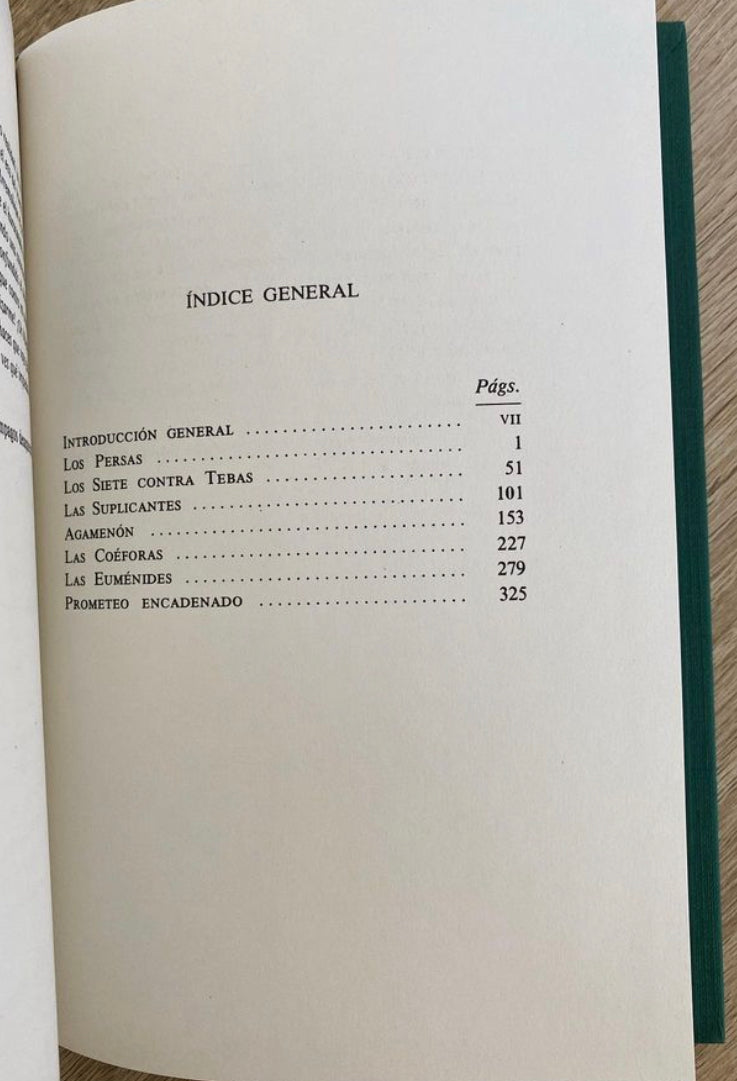 ÍNDICE GENERAL
Págs.
INTRODUCCIÓN GENERAL ........................ VII
LOS PERSAS .................................. 1
LOS SIETE CONTRA TEBAS ...................... 51
LAS SUPLICANTES ............................. 101
AGAMENÓN .................................... 153
LAS COÉFORAS ................................ 227
LAS EUMÉNIDES ............................... 279
PROMETEO ENCADENADO ........................ 325